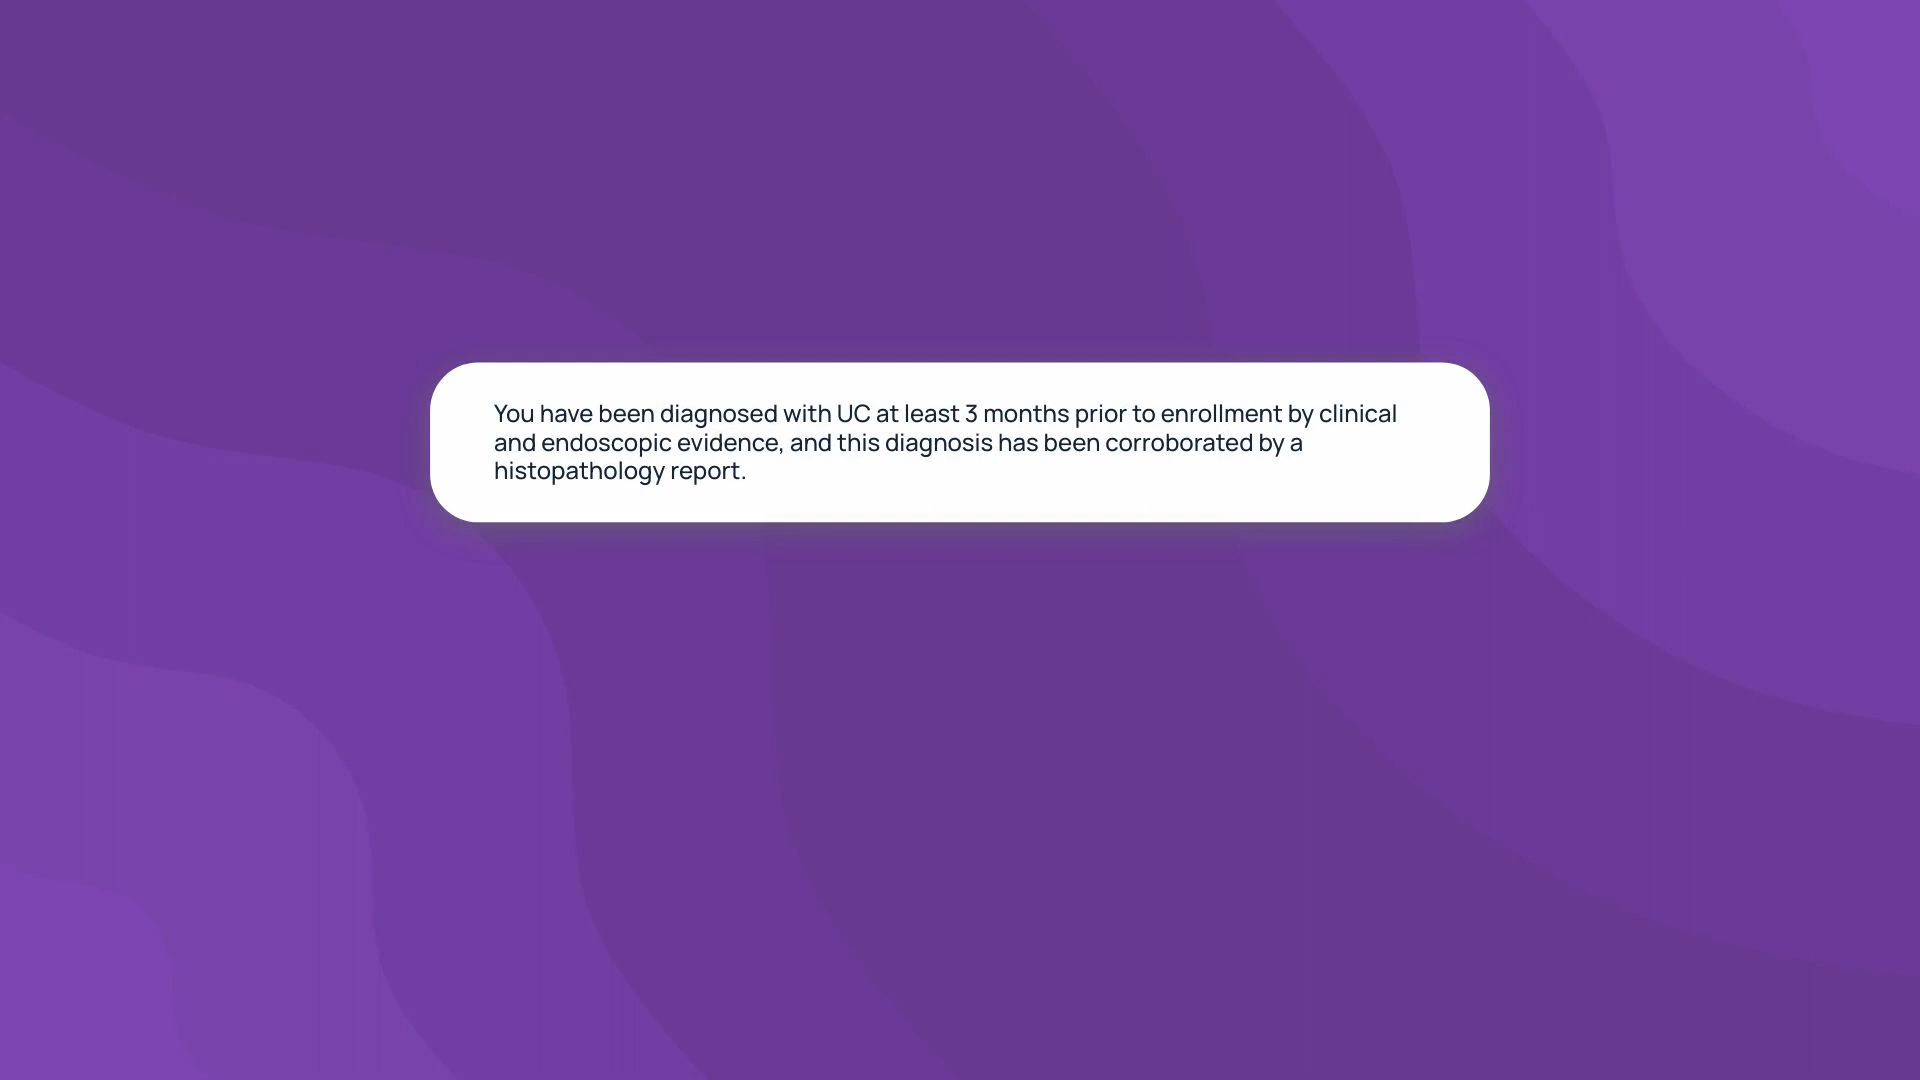 You have been diagnosed with UC at least 3 months prior to enrollment by clinical
and endoscopic evidence, and this diagnosis has been corroborated by a
histopathology report.